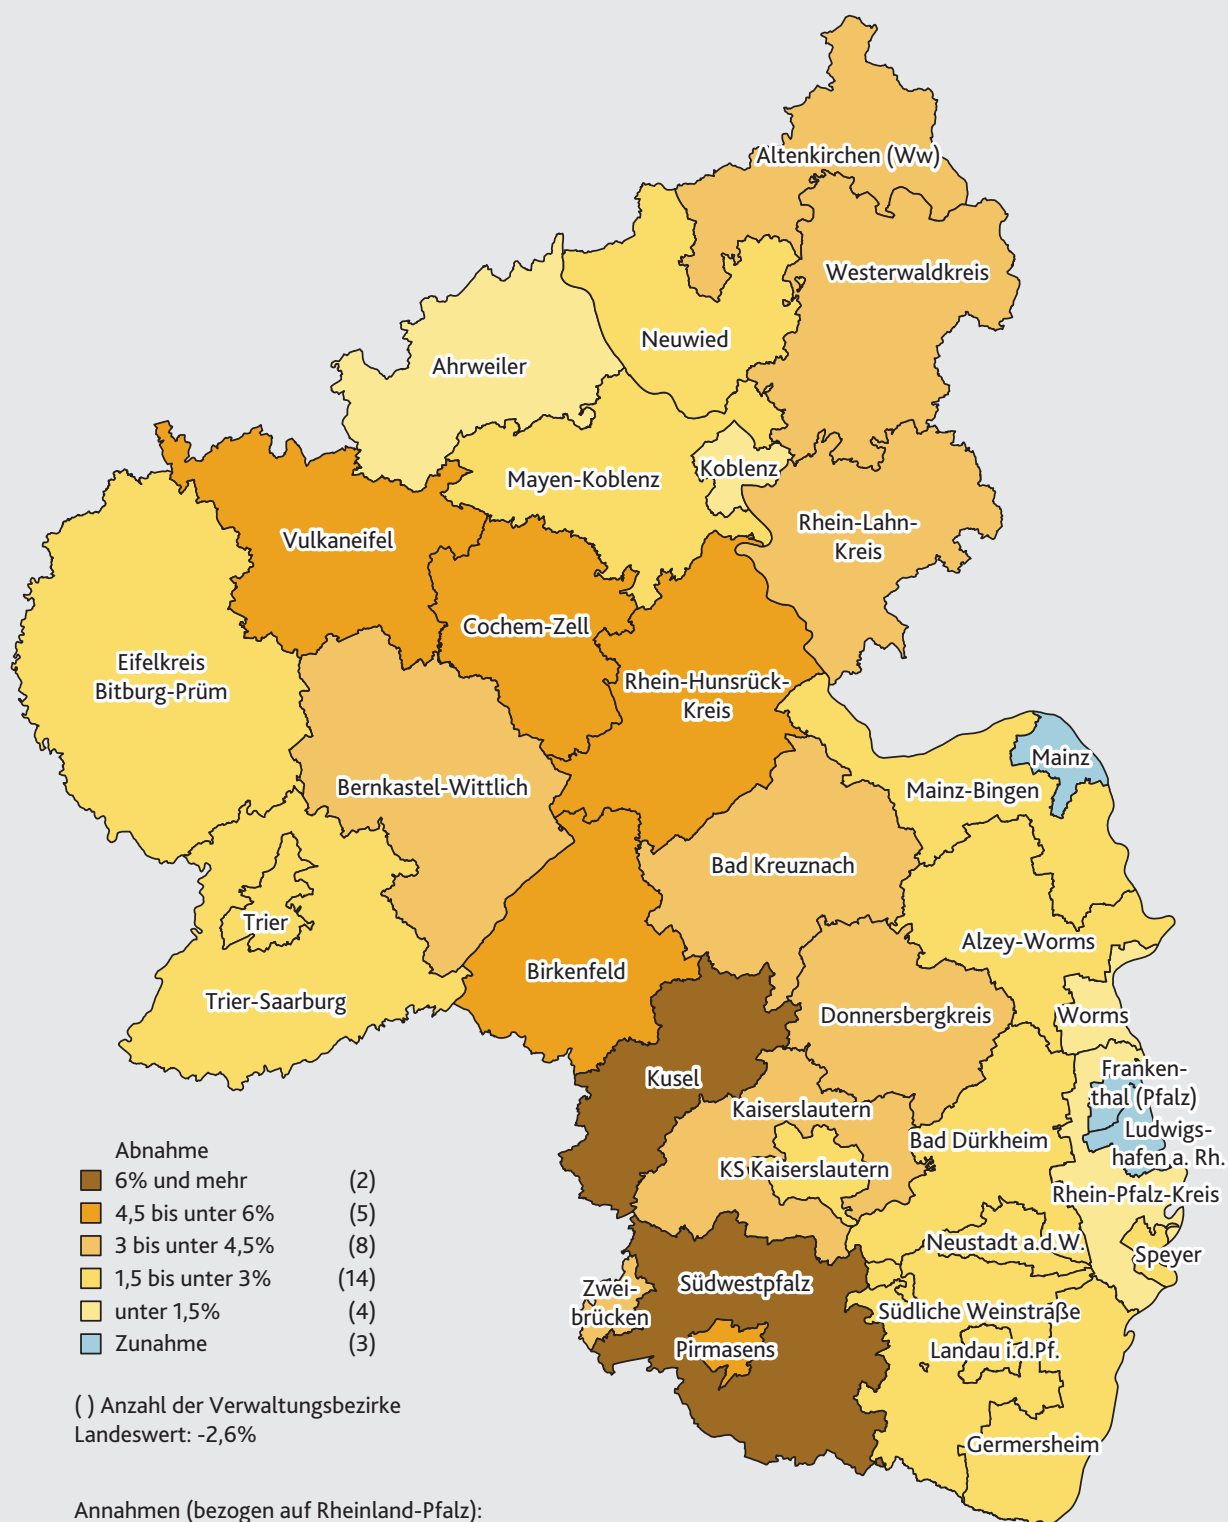 Altenkirchen (Ww)
Westerwaldkreis
Neuwied
Ahrweiler
Koblenz
Mayen-Koblenz
Rhein-Lahn-
Kreis
Vulkaneifel
Cochem-Zell
Eifelkreis
Bitburg-Prüm
Rhein-Hunsrück-
Kreis
Mainz
Bernkastel-Wittlich
Mainz-Bingen
Bad Kreuznach
Trier
Alzey-Worms
Birkenfeld
Trier-Saarburg
Donnersbergkreis
Worms
Kusel
Franken-
thal (Pfalz)
Kaiserslautern
Ludwigs-
hafen a. Rh.
Bad Dürkheim
KS Kaiserslautern
Rhein-Pfalz-Kreis
Neustadt a.d.W.
Speyer
Südwestpfalz
Zwei-
brücken
Südliche Weinstraße
Pirmasens
Landau i.d.Pf.
Germersheim
Abnahme
6% und mehr (2)
4,5 bis unter 6% (5)
3 bis unter 4,5% (8)
1,5 bis unter 3% (14)
unter 1,5% (4)
Zunahme (3)
( ) Anzahl der Verwaltungsbezirke
Landeswert: -2,6%
Annahmen (bezogen auf Rheinland-Pfalz):